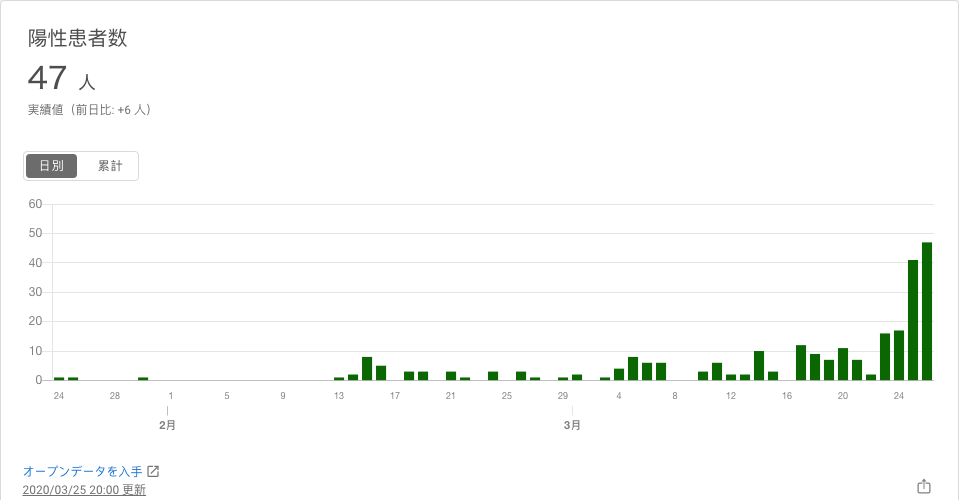 陽性患者数
47 人
実績値（前日比: +6 人）
日別 累計
60
50
40
30
20
10
0
24 28 1 5 9 13 17 21 25 29 4 8 12 16 20 24
2月 3月
オープンデータを入手
2020/03/25 20:00 更新